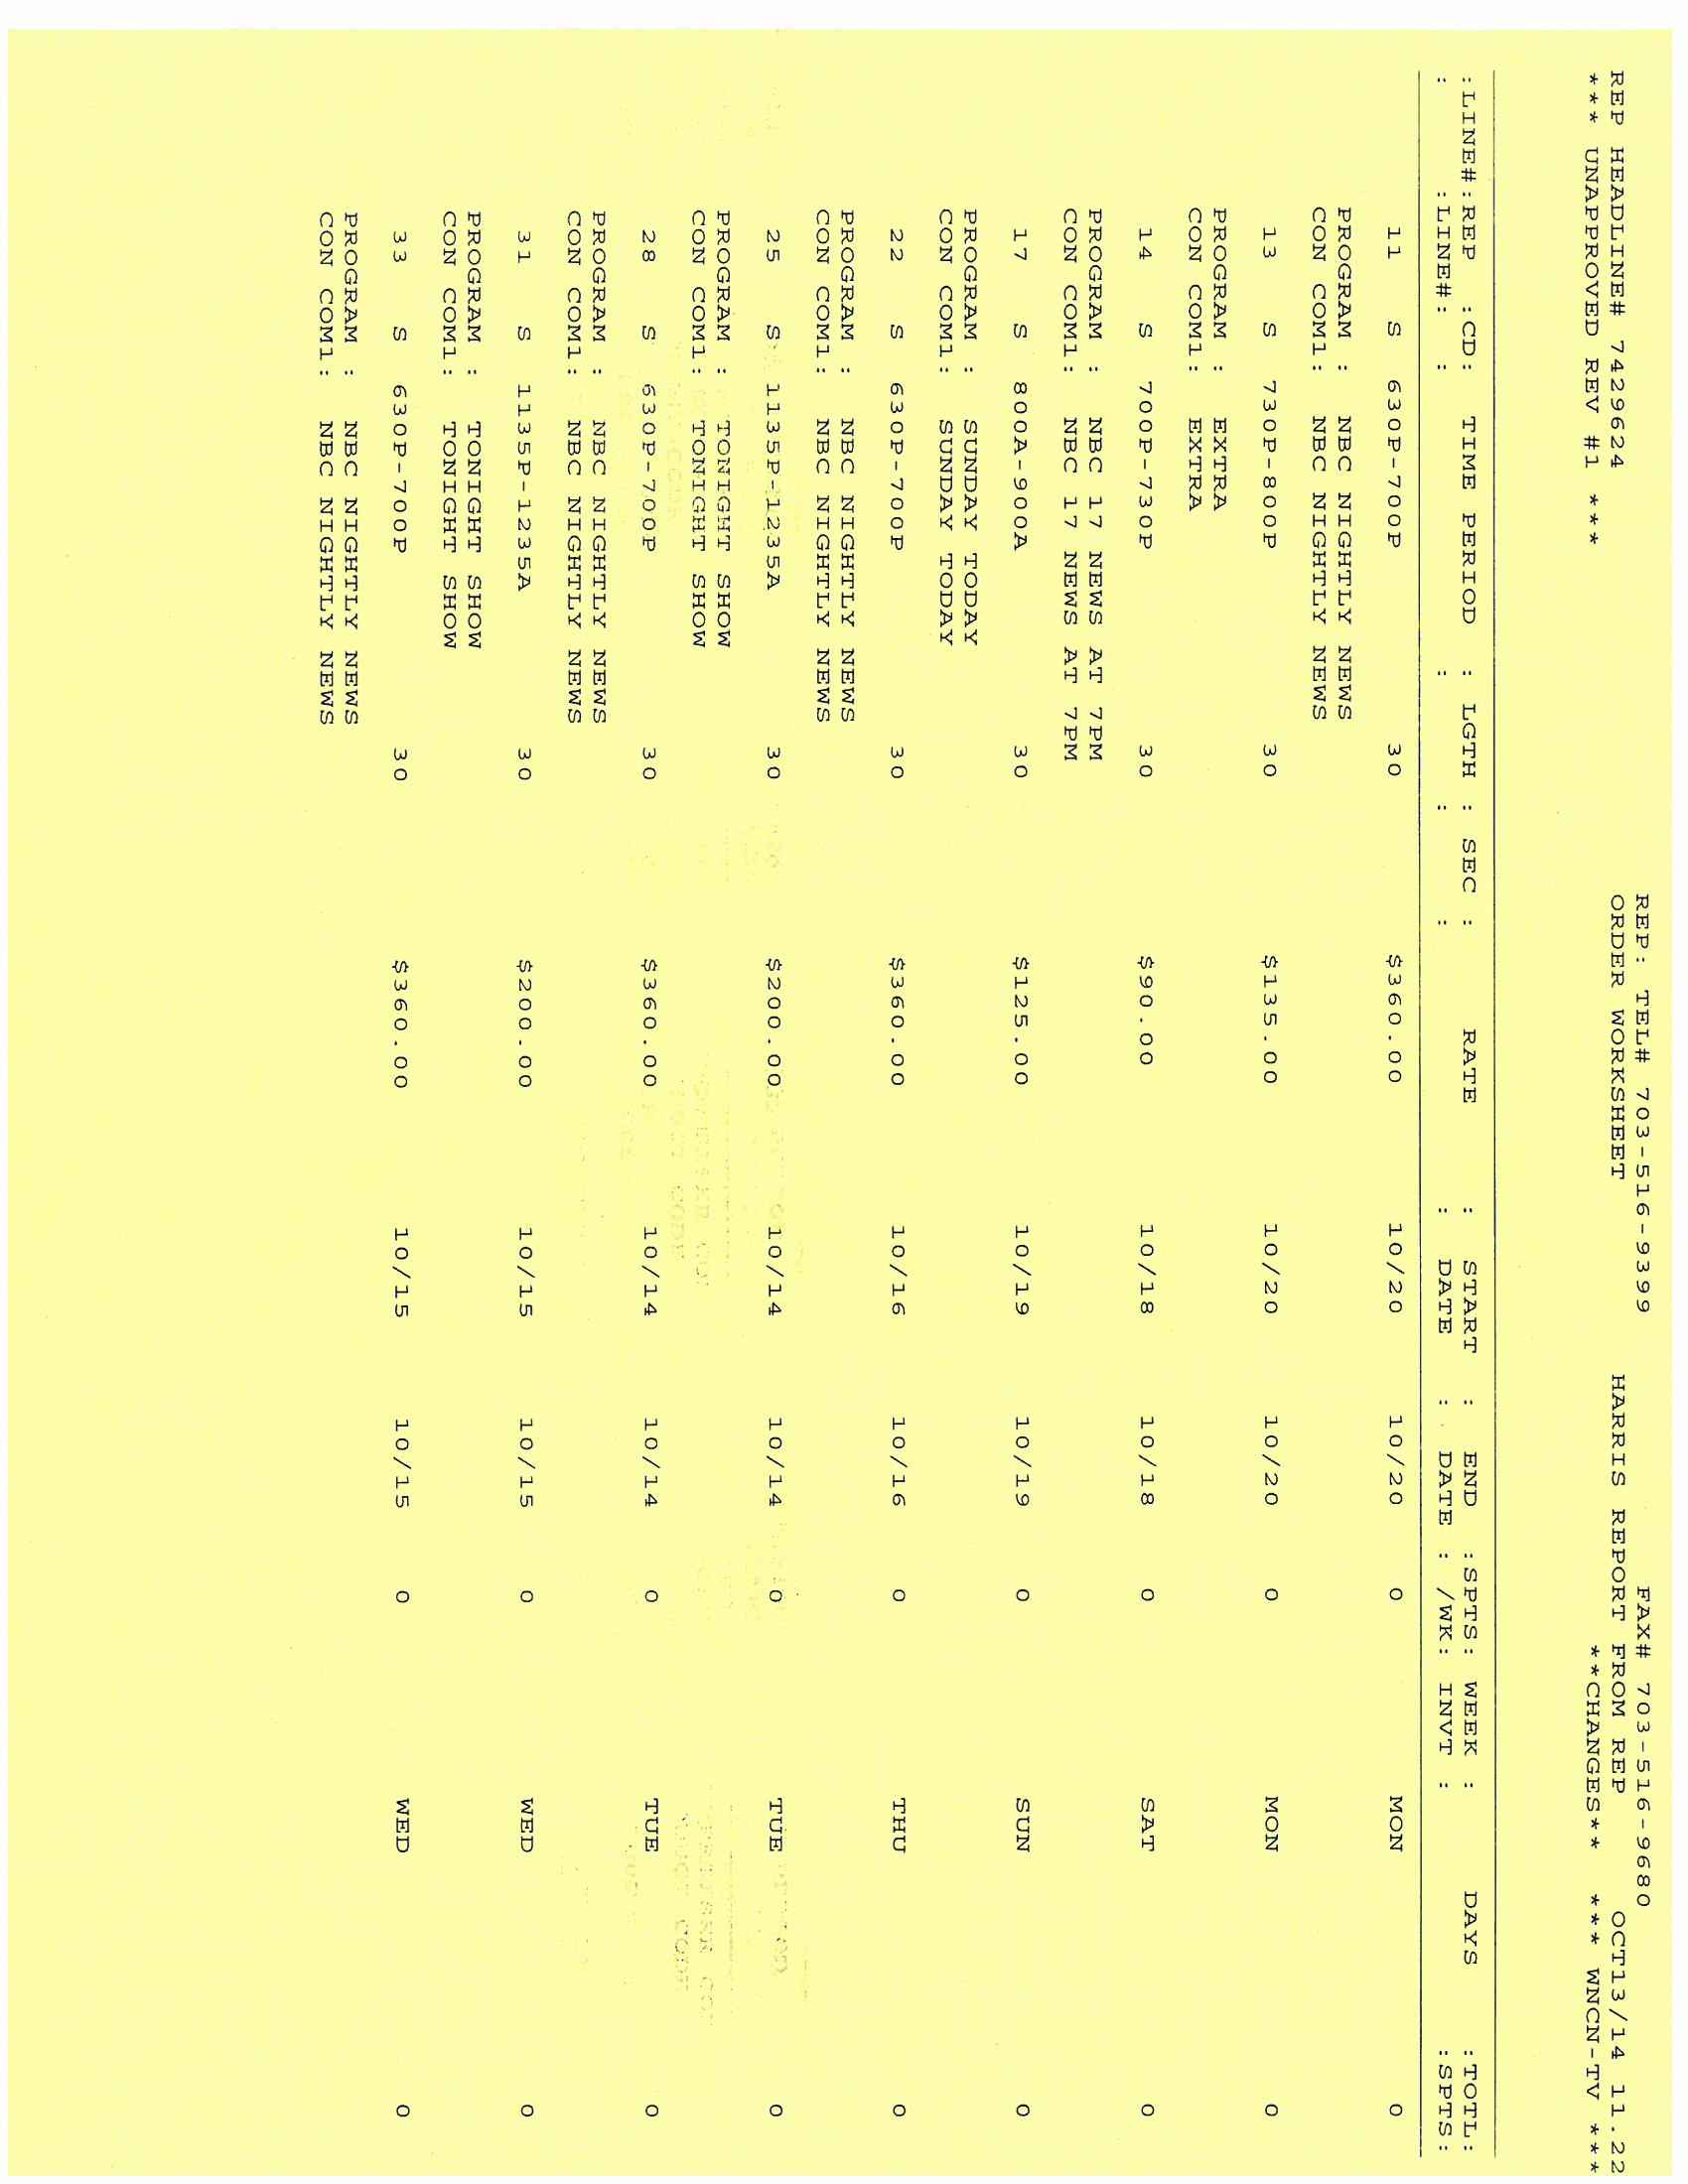 REP: TEL# 703-516-9399 FAX# 703-516-9680
REP HEADLINE# 7429624 ORDER WORKSHEET HARRIS REPORT FROM REP OCT13/14 11.22
*** UNAPPROVED REV #1 *** **CHANGES** *** WNCN-TV ***
:LINE#:REP :CD: TIME PERIOD : LGTH : SEC : RATE : START : END :SPTS: WEEK : DAYS :TOTL:
: :LINE#: : : : : : DATE : DATE : /WK: INVT : :SPTS:
11 S 630P-700P 30 $360.00 10/20 10/20 0 MON 0
PROGRAM : NBC NIGHTLY NEWS
CON COM1: NBC NIGHTLY NEWS
13 S 730P-800P 30 $135.00 10/20 10/20 0 MON 0
PROGRAM : EXTRA
CON COM1: EXTRA
14 S 700P-730P 30 $90.00 10/18 10/18 0 SAT 0
PROGRAM : NBC 17 NEWS AT 7PM
CON COM1: NBC 17 NEWS AT 7PM
17 S 800A-900A 30 $125.00 10/19 10/19 0 SUN 0
PROGRAM : SUNDAY TODAY
CON COM1: SUNDAY TODAY
22 S 630P-700P 30 $360.00 10/16 10/16 0 THU 0
PROGRAM : NBC NIGHTLY NEWS
CON COM1: NBC NIGHTLY NEWS
25 S 1135P-1235A 30 $200.00 10/14 10/14 0 TUE 0
PROGRAM : TONIGHT SHOW
CON COM1: TONIGHT SHOW
28 S 630P-700P 30 $360.00 10/14 10/14 0 TUE 0
PROGRAM : NBC NIGHTLY NEWS
CON COM1: NBC NIGHTLY NEWS
31 S 1135P-1235A 30 $200.00 10/15 10/15 0 WED 0
PROGRAM : TONIGHT SHOW
CON COM1: TONIGHT SHOW
33 S 630P-700P 30 $360.00 10/15 10/15 0 WED 0
PROGRAM : NBC NIGHTLY NEWS
CON COM1: NBC NIGHTLY NEWS